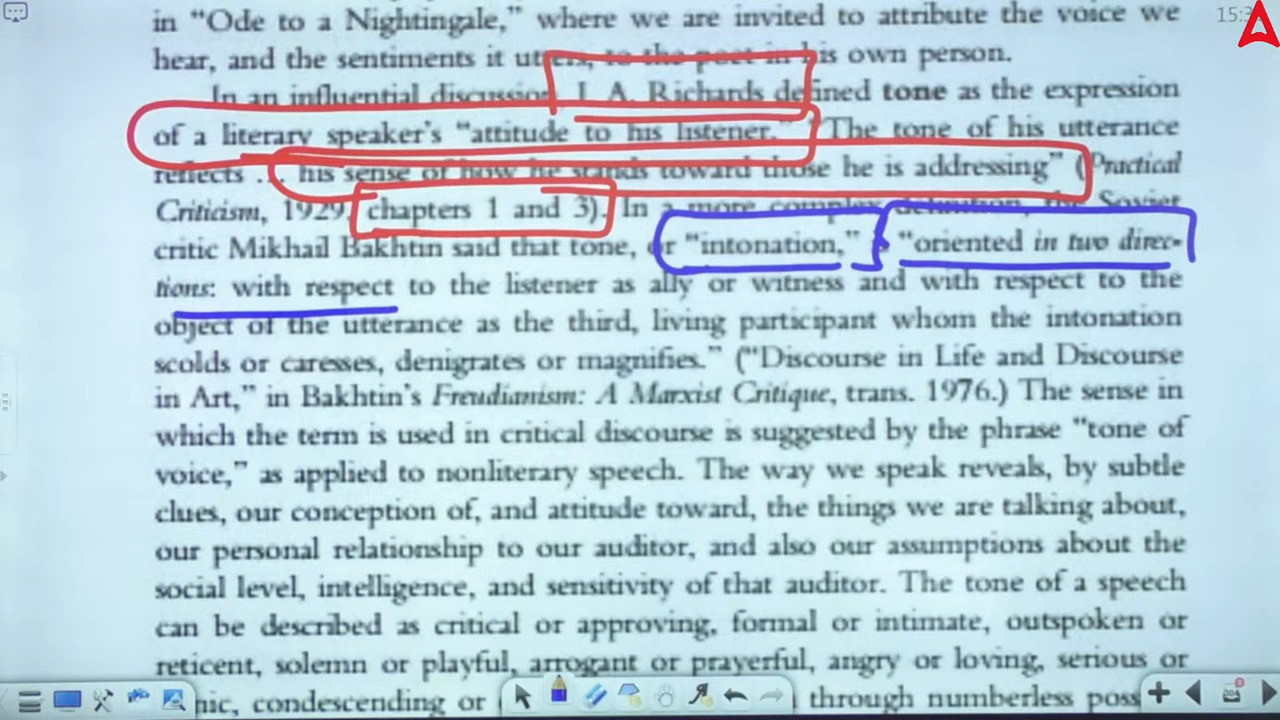 in “Ode to a Nightingale,” where we are invited to attribute the voice we
15:3
hear, and the sentiments it utters, to the poet in his own person.
In an influential discussion, I. A. Richards defined tone as the expression
of a literary speaker’s “attitude to his listener.” “The tone of his utterance
reflects … his sense of how he stands toward those he is addressing” (Practical
Criticism, 1929, chapters 1 and 3). In a more complex definition, the Soviet
critic Mikhail Bakhtin said that tone, or “intonation,” is “oriented in two direc-
tions: with respect to the listener as ally or witness and with respect to the
object of the utterance as the third, living participant whom the intonation
scolds or caresses, denigrates or magnifies.” (“Discourse in Life and Discourse
in Art,” in Bakhtin’s Freudianism: A Marxist Critique, trans. 1976.) The sense in
which the term is used in critical discourse is suggested by the phrase “tone of
voice,” as applied to nonliterary speech. The way we speak reveals, by subtle
clues, our conception of, and attitude toward, the things we are talking about,
our personal relationship to our auditor, and also our assumptions about the
social level, intelligence, and sensitivity of that auditor. The tone of a speech
can be described as critical or approving, formal or intimate, outspoken or
reticent, solemn or playful, arrogant or prayerful, angry or loving, serious or
nic, condescending or through numberless poss